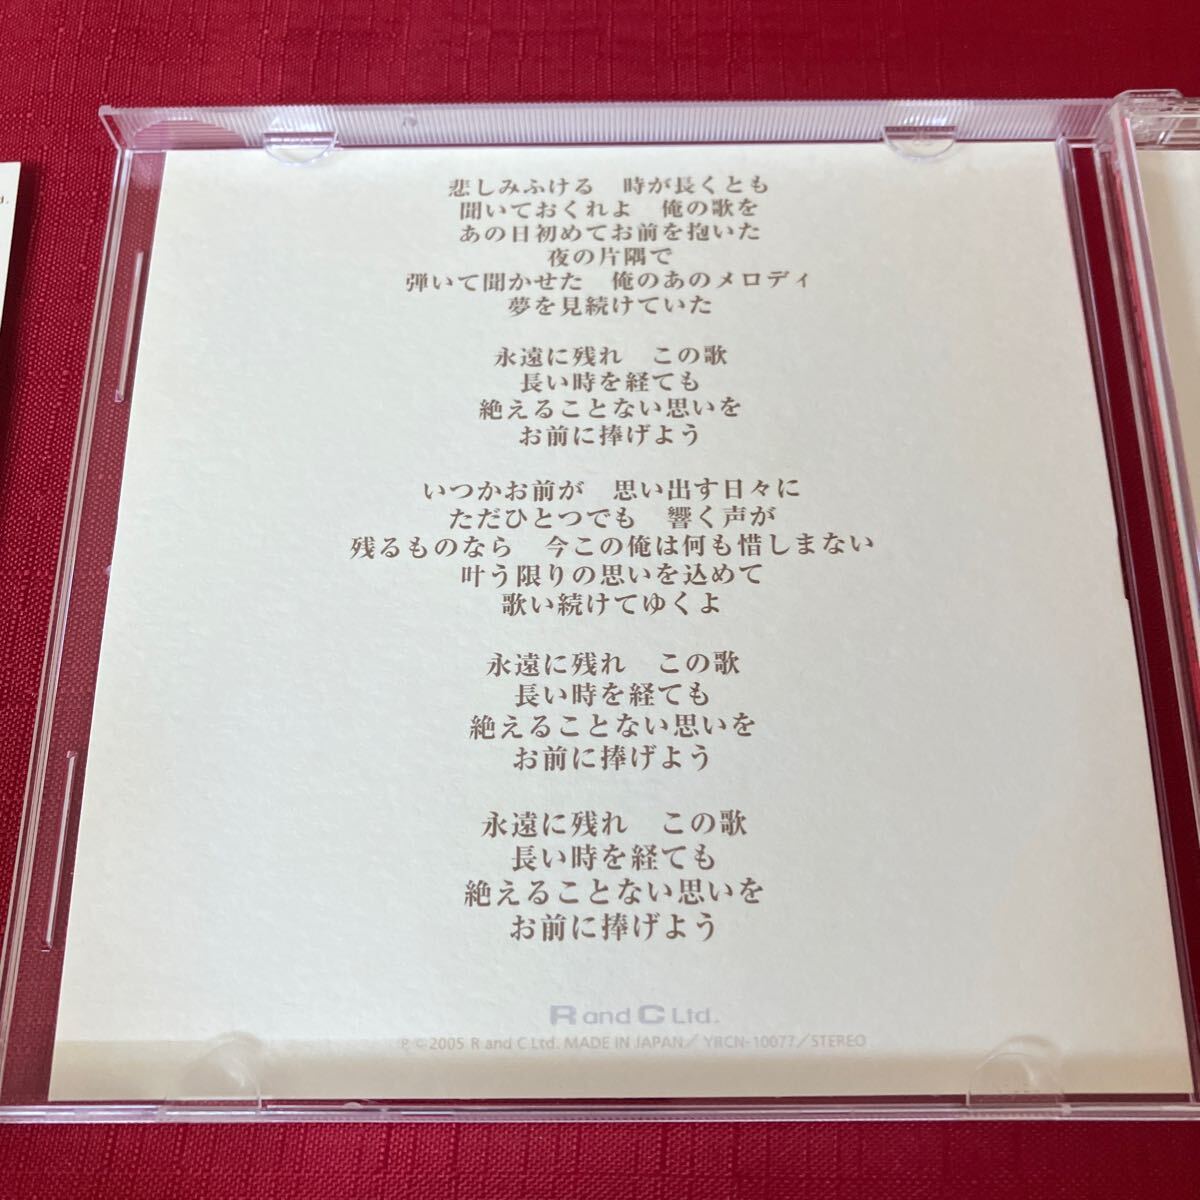 悲しみふける　時が長くとも
聞いておくれよ　俺の歌を
あの日初めてお前を抱いた
夜の片隅で
弾いて聞かせた　俺のあのメロディ
夢を見続けていた
永遠に残れ　この歌
長い時を経ても
絶えることない思いを
お前に捧げよう
いつかお前が　思い出す日々に
ただひとつでも　響く声が
残るものなら　今この俺は何も惜しまない
叶う限りの思いを込めて
歌い続けてゆくよ
永遠に残れ　この歌
長い時を経ても
絶えることない思いを
お前に捧げよう
永遠に残れ　この歌
長い時を経ても
絶えることない思いを
お前に捧げよう
R and C Ltd.
℗ © 2005 R and C Ltd. MADE IN JAPAN／ YRCN-10077／STEREO